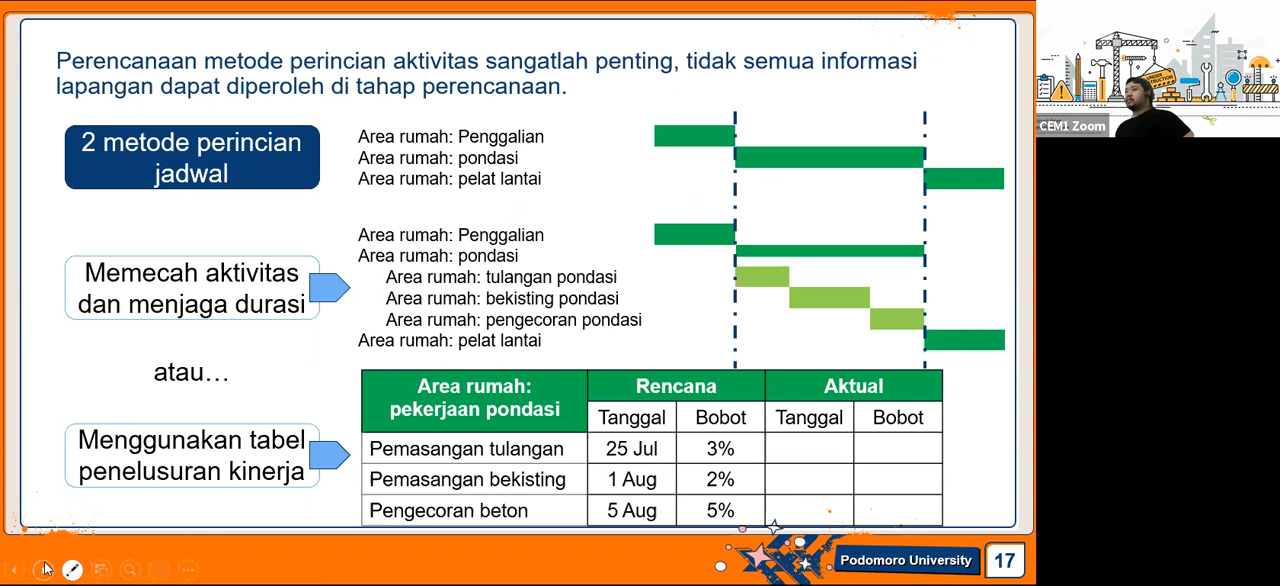 Perencanaan metode perincian aktivitas sangatlah penting, tidak semua informasi
lapangan dapat diperoleh di tahap perencanaan.
2 metode perincian
jadwal
Area rumah: Penggalian
Area rumah: pondasi
Area rumah: pelat lantai
Memecah aktivitas
dan menjaga durasi
Area rumah: Penggalian
Area rumah: pondasi
Area rumah: tulangan pondasi
Area rumah: bekisting pondasi
Area rumah: pengecoran pondasi
Area rumah: pelat lantai
atau…
Menggunakan tabel
penelusuran kinerja
Area rumah: Rencana Aktual
pekerjaan pondasi Tanggal Bobot Tanggal Bobot
Pemasangan tulangan 25 Jul 3%
Pemasangan bekisting 1 Aug 2%
Pengecoran beton 5 Aug 5%
Podomoro University 17
UNDER
CONSTRUCTION
CEM1 Zoom